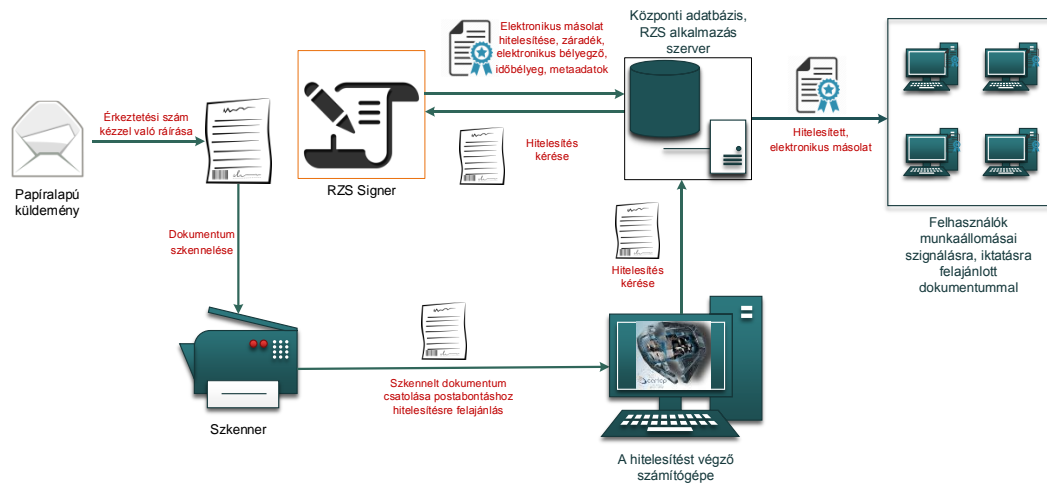 Érkeztetési szám
kézzel való ráírása
Papíralapú
küldemény
Dokumentum
szkennelése
Szkenner
Szkennelt dokumentum
csatolása postabontáshoz
hitelesítésre felajánlás
A hitelesítést végző
számítógépe
Hitelesítés
kérése
RZS Signer
Hitelesítés
kérése
Elektronikus másolat
hitelesítése, záradék,
elektronikus bélyegző,
időbélyeg, metaadatok
Központi adatbázis,
RZS alkalmazás
szerver
Hitelesített,
elektronikus másolat
Felhasználók
munkaállomásai
szignálásra, iktatásra
felajánlott
dokumentummal